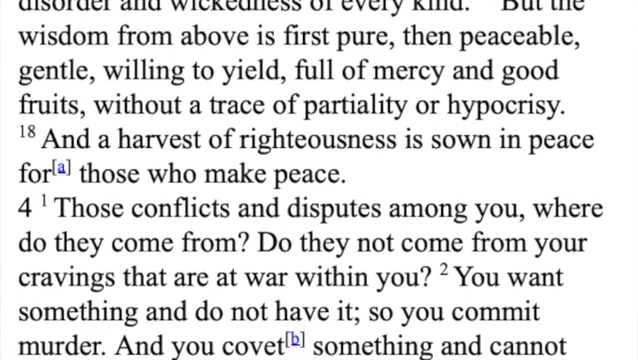 disorder and wickedness of every kind. But the
wisdom from above is first pure, then peaceable,
gentle, willing to yield, full of mercy and good
fruits, without a trace of partiality or hypocrisy.
18 And a harvest of righteousness is sown in peace
for[a] those who make peace.
4 1 Those conflicts and disputes among you, where
do they come from? Do they not come from your
cravings that are at war within you? 2 You want
something and do not have it; so you commit
murder. And you covet[b] something and cannot